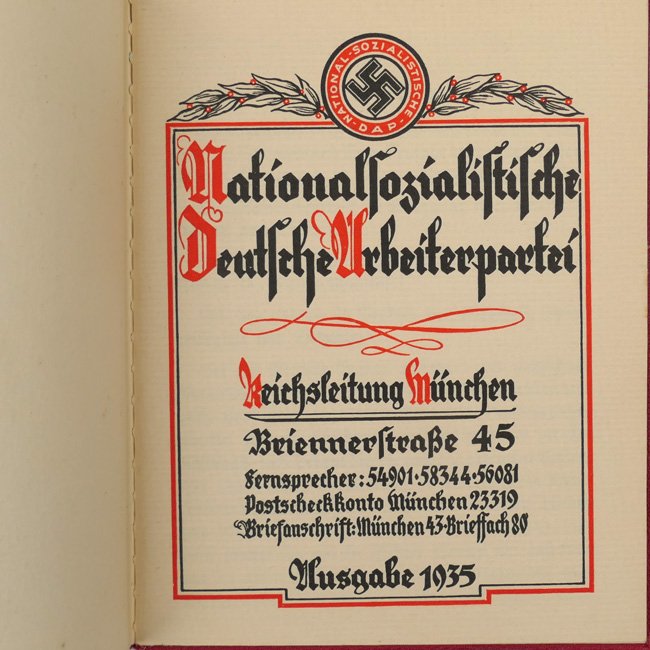 NATIONAL-SOZIALISTISCHE-
D·A·P·
Nationalsozialistische
Deutsche Arbeiterpartei
Reichsleitung München
Briennerstraße 45
Fernsprecher: 54901·58344·56081
Postscheckkonto München 23319
Briefanschrift: München 43·Brieffach 80
Ausgabe 1935